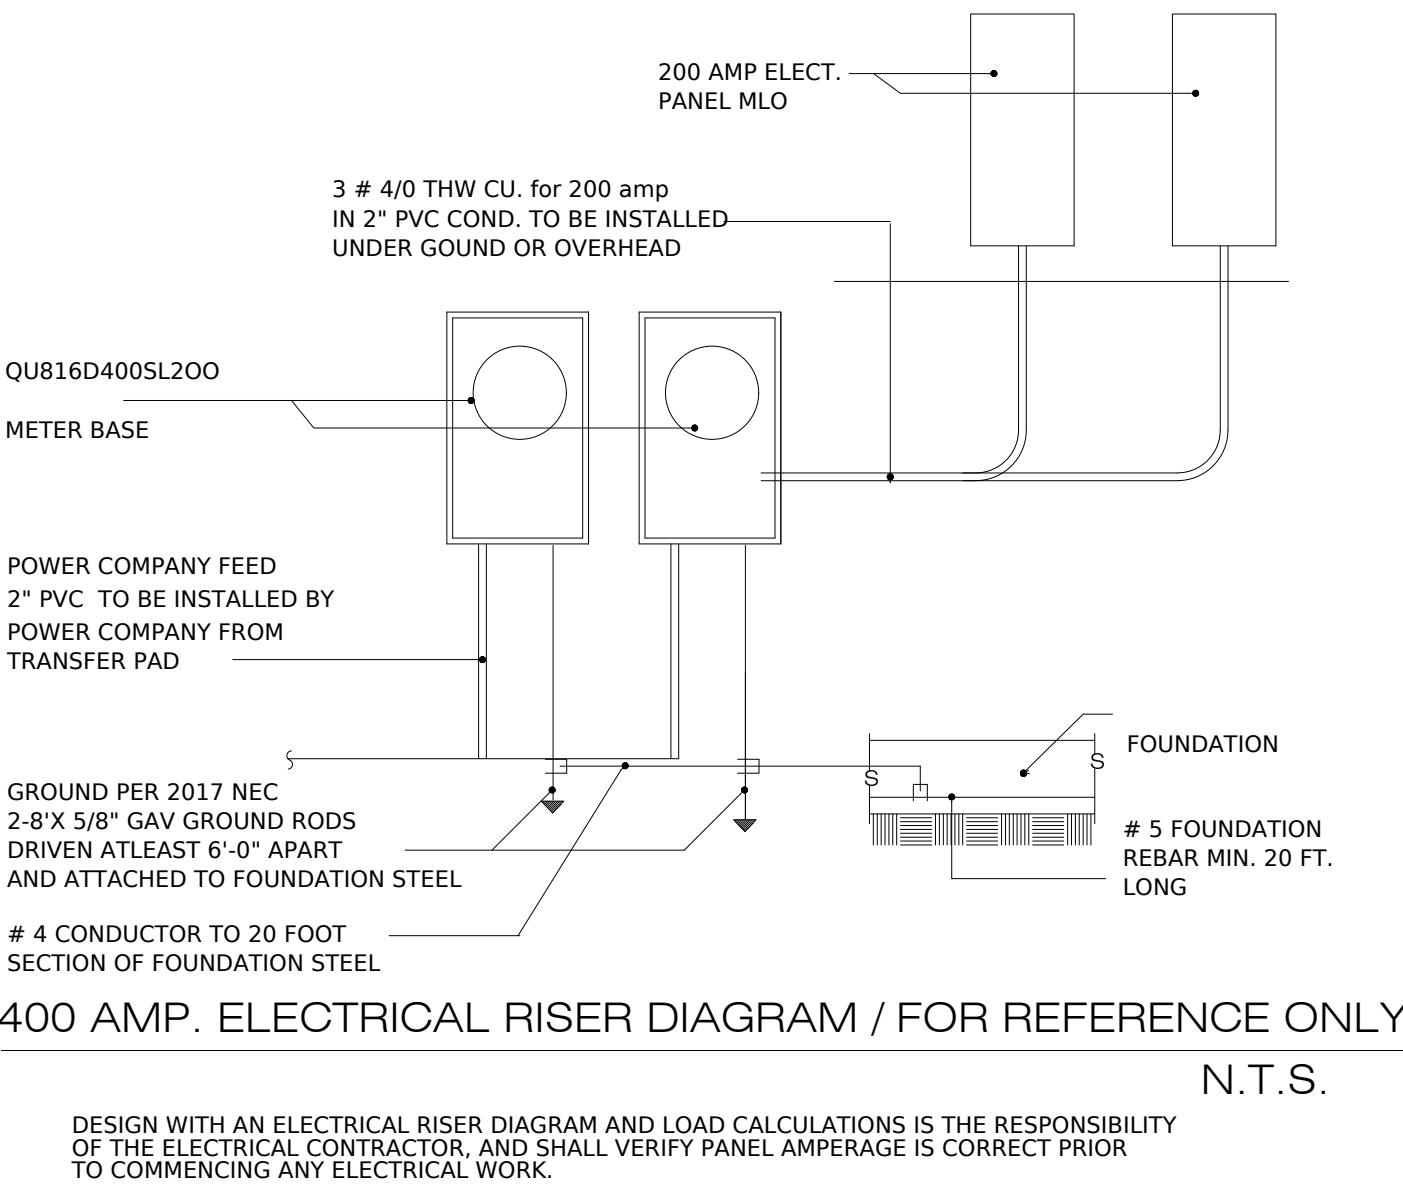 200 AMP ELECT.
PANEL MLO
3 # 4/0 THW CU. for 200 amp
IN 2" PVC COND. TO BE INSTALLED
UNDER GOUND OR OVERHEAD
QU816D400SL2OO
METER BASE
POWER COMPANY FEED
2" PVC TO BE INSTALLED BY
POWER COMPANY FROM
TRANSFER PAD
GROUND PER 2017 NEC
2-8'X 5/8" GAV GROUND RODS
DRIVEN ATLEAST 6'-0" APART
AND ATTACHED TO FOUNDATION STEEL
# 4 CONDUCTOR TO 20 FOOT
SECTION OF FOUNDATION STEEL
S
S
FOUNDATION
# 5 FOUNDATION
REBAR MIN. 20 FT.
LONG
400 AMP. ELECTRICAL RISER DIAGRAM / FOR REFERENCE ONLY
N.T.S.
DESIGN WITH AN ELECTRICAL RISER DIAGRAM AND LOAD CALCULATIONS IS THE RESPONSIBILITY
OF THE ELECTRICAL CONTRACTOR, AND SHALL VERIFY PANEL AMPERAGE IS CORRECT PRIOR
TO COMMENCING ANY ELECTRICAL WORK.